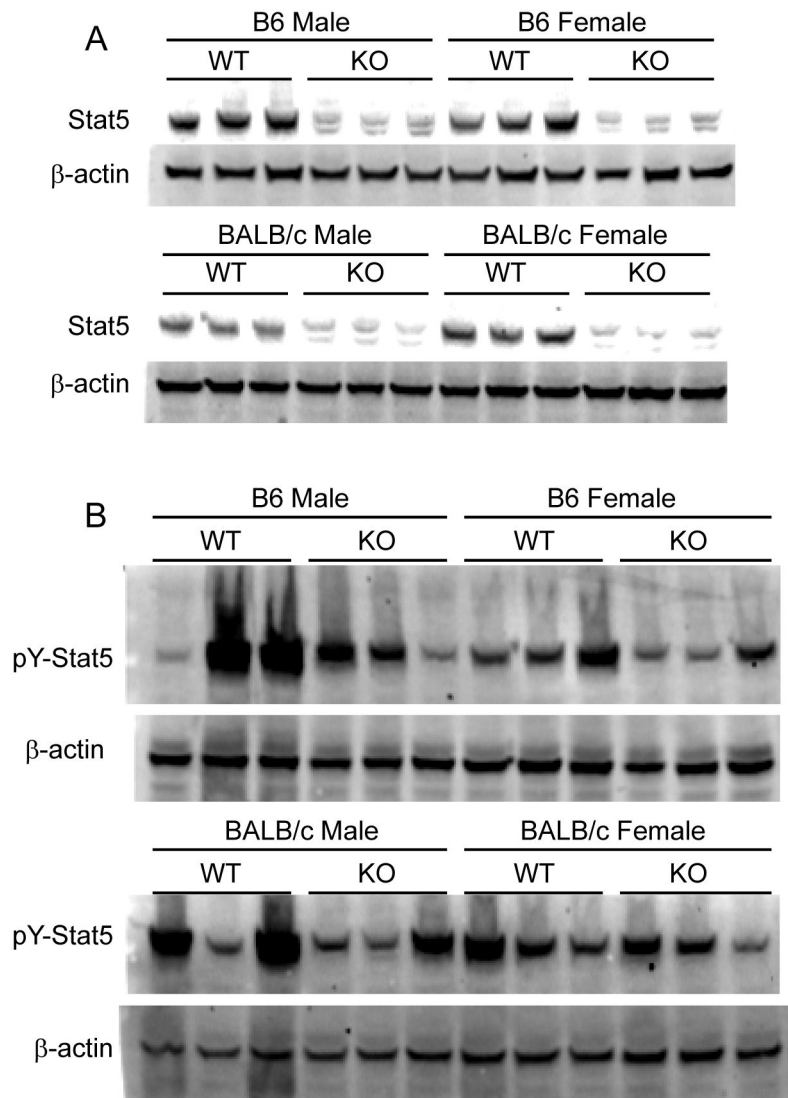 A
B6 Male B6 Female
WT KO WT KO
Stat5
β-actin
BALB/c Male BALB/c Female
WT KO WT KO
Stat5
β-actin
B
B6 Male B6 Female
WT KO WT KO
pY-Stat5
β-actin
BALB/c Male BALB/c Female
WT KO WT KO
pY-Stat5
β-actin